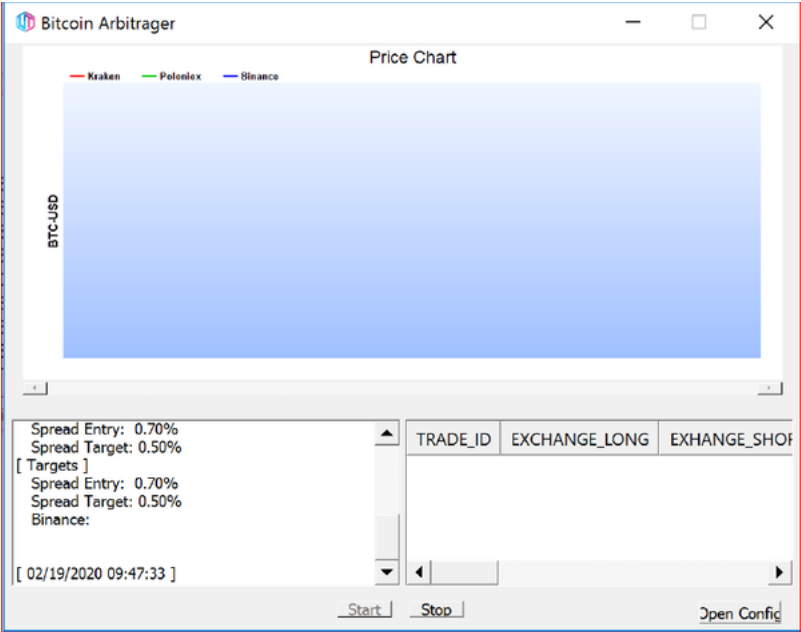 Bitcoin Arbitrager
Price Chart
Kraken Poloniex Binance
BTC-USD
Spread Entry: 0.70%
Spread Target: 0.50%
[ Targets ]
Spread Entry: 0.70%
Spread Target: 0.50%
Binance:
[ 02/19/2020 09:47:33 ]
TRADE_ID EXCHANGE_LONG EXHANGE_SHOR
Start Stop Open Config